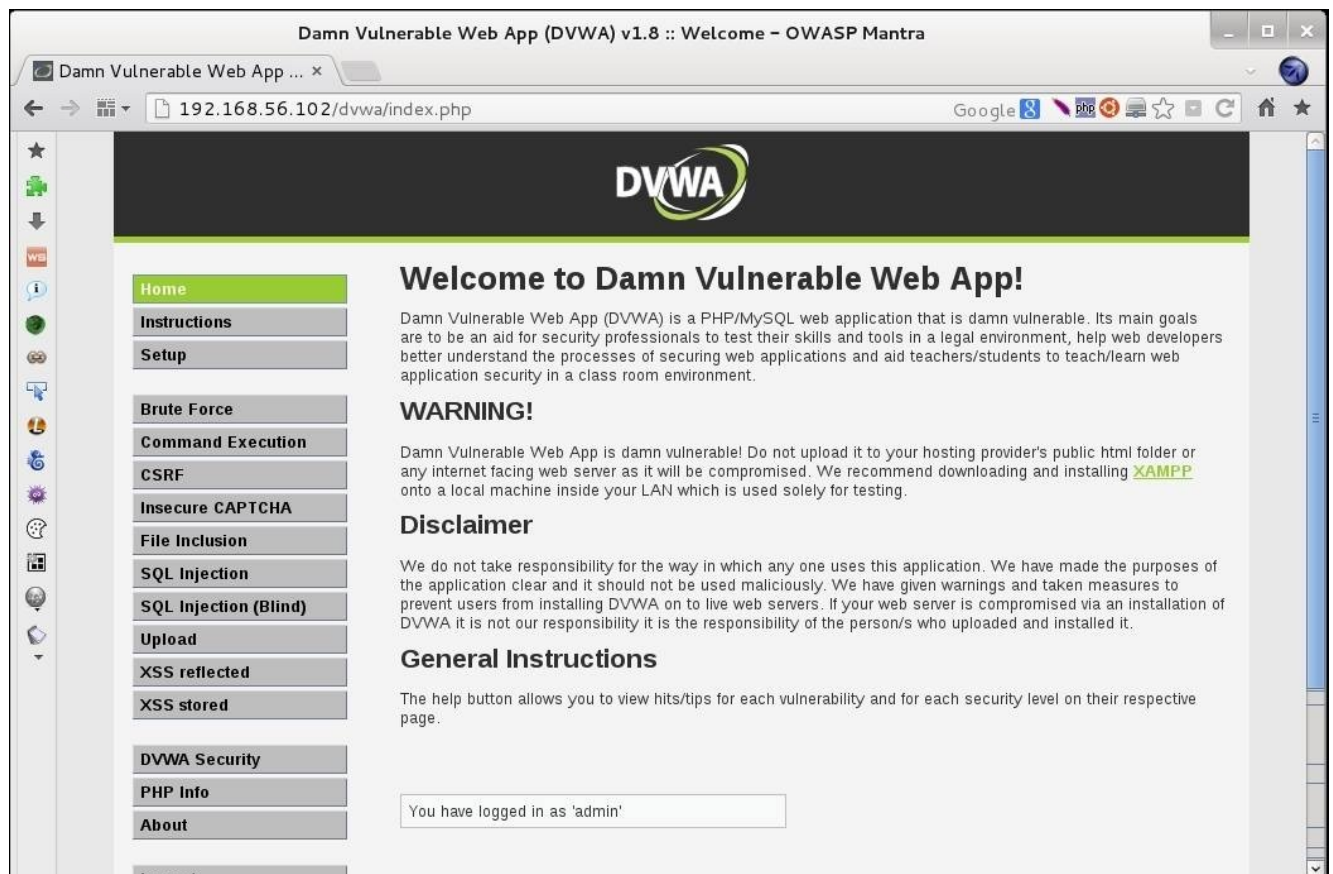 Damn Vulnerable Web App (DVWA) v1.8 :: Welcome – OWASP Mantra
Damn Vulnerable Web App ... ×
192.168.56.102/dvwa/index.php
Google 8
php
DVWA
WS
Home
Instructions
Setup
Brute Force
Command Execution
CSRF
Insecure CAPTCHA
File Inclusion
SQL Injection
SQL Injection (Blind)
Upload
XSS reflected
XSS stored
DVWA Security
PHP Info
About
Welcome to Damn Vulnerable Web App!
Damn Vulnerable Web App (DVWA) is a PHP/MySQL web application that is damn vulnerable. Its main goals
are to be an aid for security professionals to test their skills and tools in a legal environment, help web developers
better understand the processes of securing web applications and aid teachers/students to teach/learn web
application security in a class room environment.
WARNING!
Damn Vulnerable Web App is damn vulnerable! Do not upload it to your hosting provider's public html folder or
any internet facing web server as it will be compromised. We recommend downloading and installing XAMPP
onto a local machine inside your LAN which is used solely for testing.
Disclaimer
We do not take responsibility for the way in which any one uses this application. We have made the purposes of
the application clear and it should not be used maliciously. We have given warnings and taken measures to
prevent users from installing DVWA on to live web servers. If your web server is compromised via an installation of
DVWA it is not our responsibility it is the responsibility of the person/s who uploaded and installed it.
General Instructions
The help button allows you to view hits/tips for each vulnerability and for each security level on their respective
page.
You have logged in as 'admin'